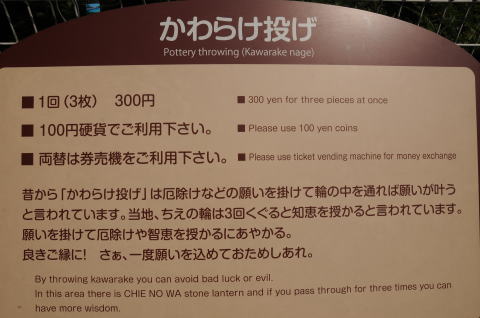 かわらけ投げ
Pottery throwing (Kawarake nage)
■ 1回(3枚) 300円 ■ 300 yen for three pieces at once
■ 100円硬貨でご利用下さい。 ■ Please use 100 yen coins
■ 両替は券売機をご利用下さい。 ■ Please use ticket vending machine for money exchange
昔から「かわらけ投げ」は厄除けなどの願いを掛けて輪の中を通れば願いが叶う
と言われています。当地、ちえの輪は3回くぐると知恵を授かると言われています。
願いを掛けて厄除けや智恵を授かるにあやかる。
良きご縁に! さぁ、一度願いを込めておためしあれ。
By throwing kawarake you can avoid bad luck or evil.
In this area there is CHIE NO WA stone lantern and if you pass through for three times you can
have more wisdom.